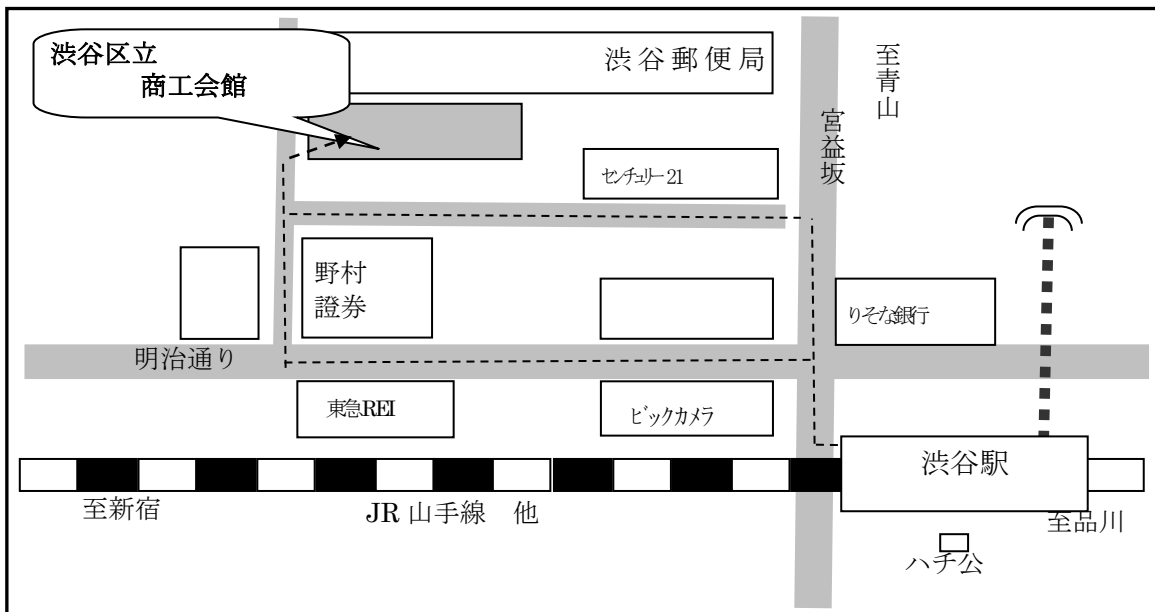 渋谷区立
商工会館
渋谷郵便局
至青山
宮益坂
センチュリー21
野村
證券
りそな銀行
明治通り
東急REI
ビックカメラ
渋谷駅
至新宿
JR山手線　他
至品川
ハチ公